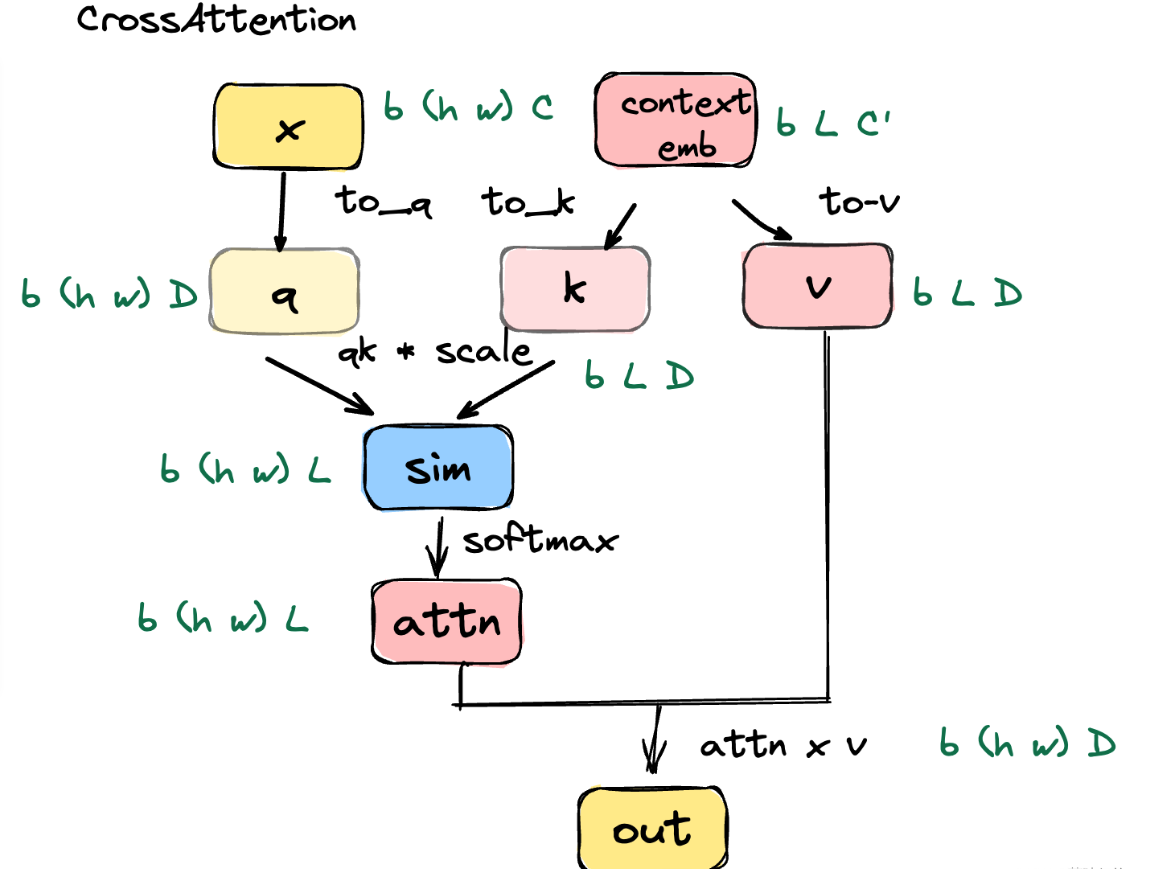 CrossAttention
x
b (h w) C
context
emb
b L C'
to_q
to_k
to-v
b (h w) D
q
k
v
b L D
qk * scale
b L D
b (h w) L
sim
softmax
b (h w) L
attn
attn x v
b (h w) D
out